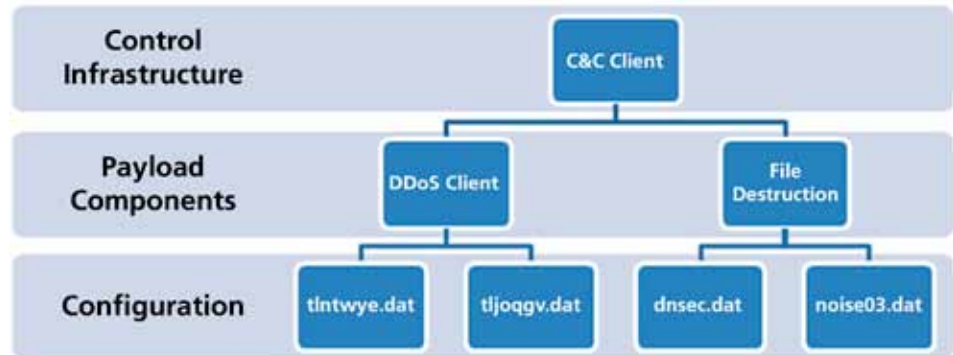 Control
Infrastructure
C&C Client
Payload
Components
DDoS Client
File
Destruction
Configuration
tlntwye.dat
tljoqgv.dat
dnsec.dat
noise03.dat